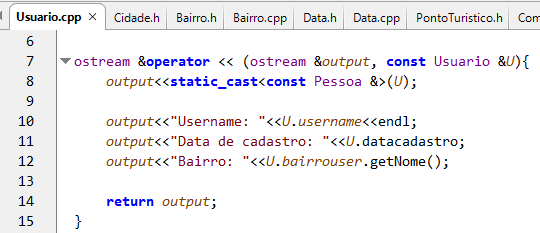 Usuario.cpp × Cidade.h Bairro.h Bairro.cpp Data.h Data.cpp PontoTuristico.h Com
6
7 ostream &operator << (ostream &output, const Usuario &U){
8 output<<static_cast<const Pessoa &>(U);
9
10 output<<"Username: "<<U.username<<endl;
11 output<<"Data de cadastro: "<<U.datacadastro;
12 output<<"Bairro: "<<U.bairrouser.getNome();
13
14 return output;
15 }